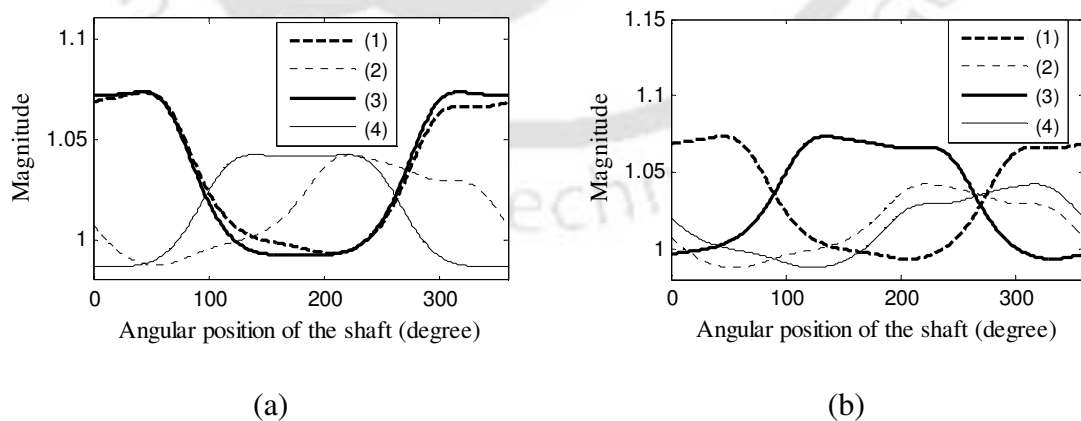 1.1
1.05
1
Magnitude
(1)
(2)
(3)
(4)
0 100 200 300
Angular position of the shaft (degree)
(a)
1.15
1.1
1.05
1
Magnitude
(1)
(2)
(3)
(4)
0 100 200 300
Angular position of the shaft (degree)
(b)